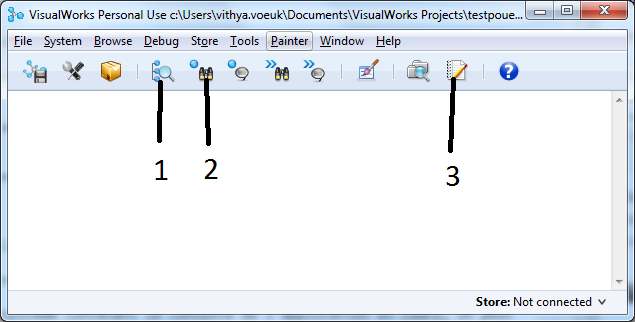 VisualWorks Personal Use c:\Users\vithya.voeuk\Documents\VisualWorks Projects\testpoue...
File System Browse Debug Store Tools Painter Window Help
1 2 3
Store: Not connected